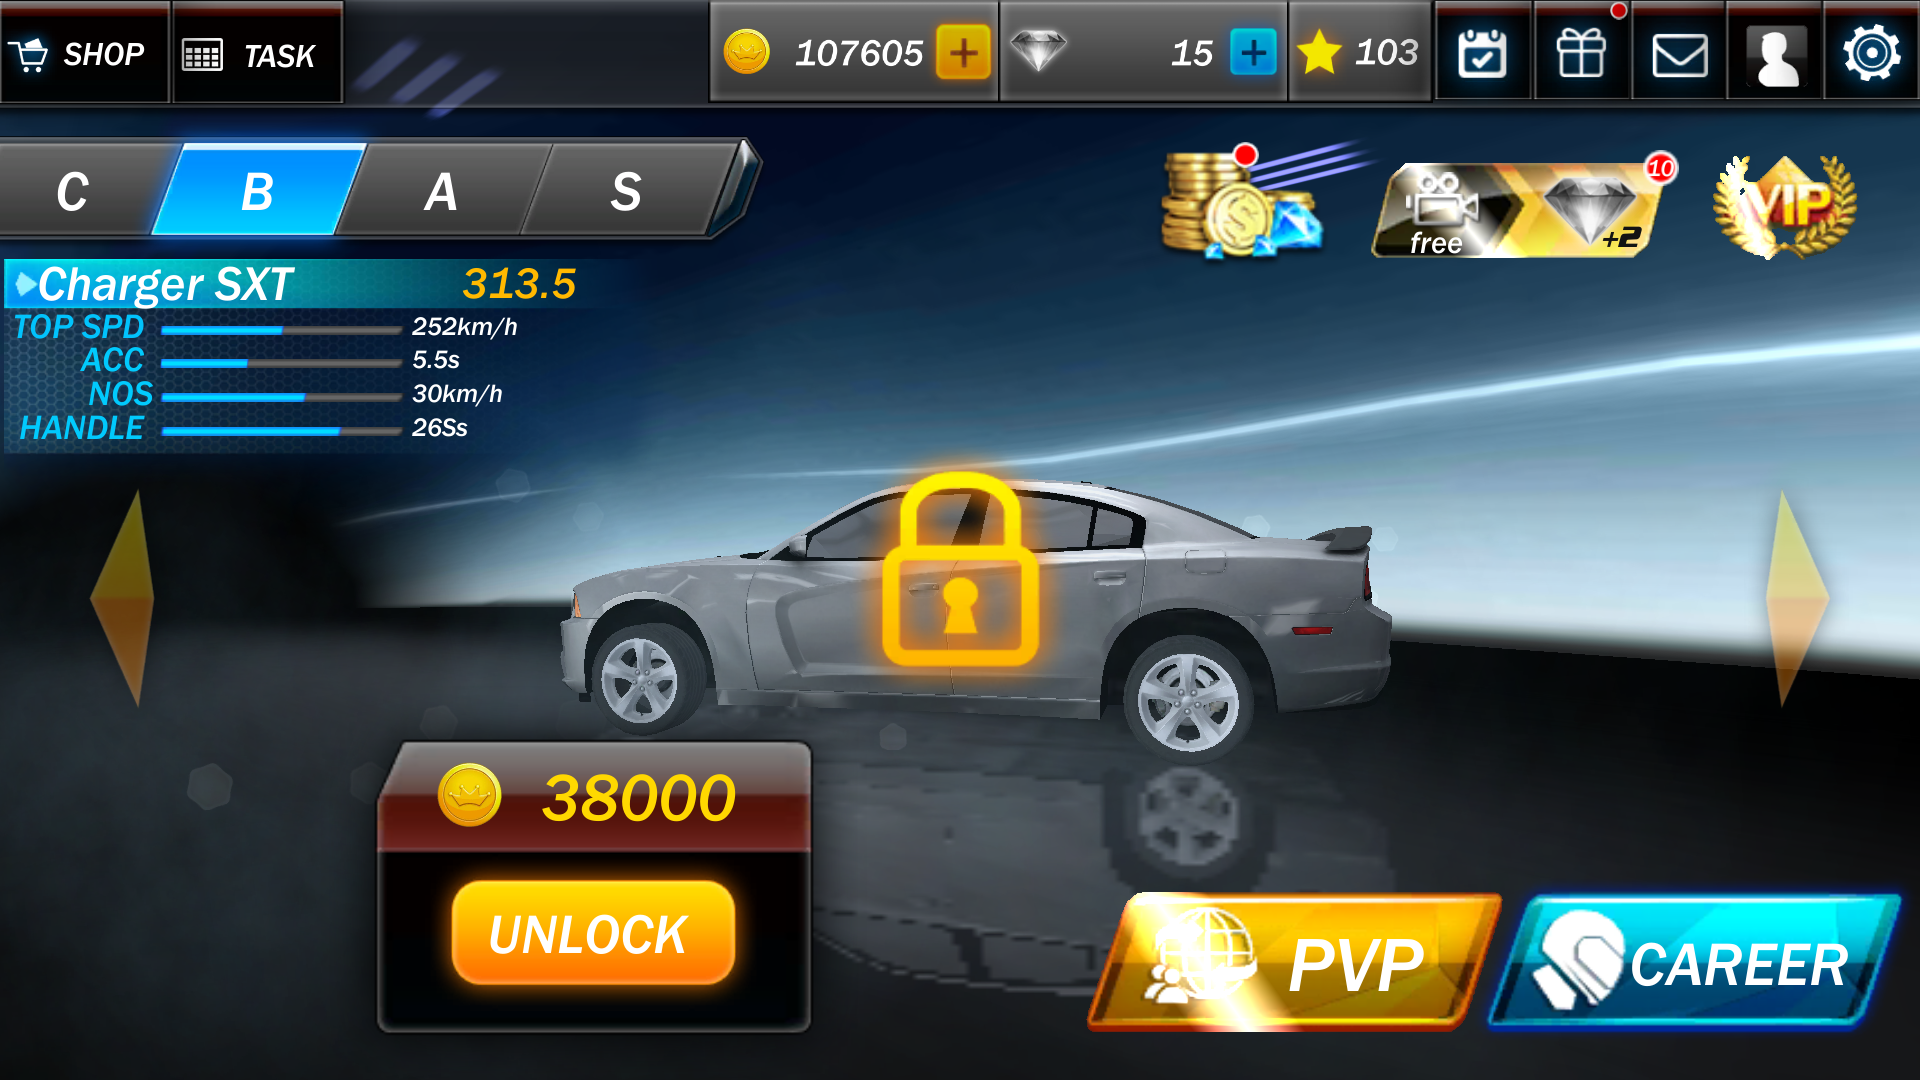 SHOP
TASK
107605
15
103
C
B
A
S
free
+2
10
VIP
Charger SXT 313.5
TOP SPD 252km/h
ACC 5.5s
NOS 30km/h
HANDLE 26Ss
38000
UNLOCK
PVP
CAREER